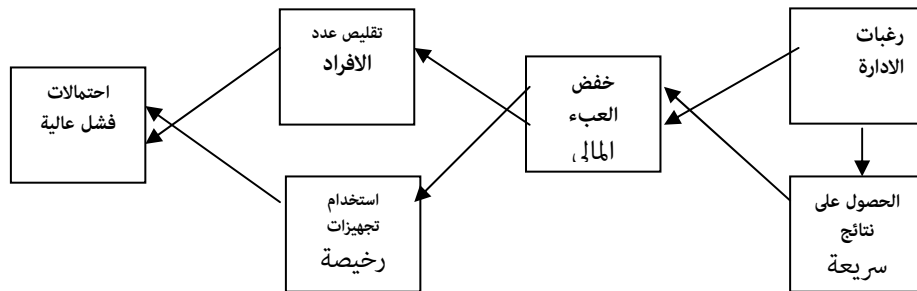 رغبات
الادارة
الحصول على
نتائج
سريعة
خفض
العبء
المالي
تقليص عدد
الافراد
استخدام
تجهيزات
رخيصة
احتمالات
فشل عالية